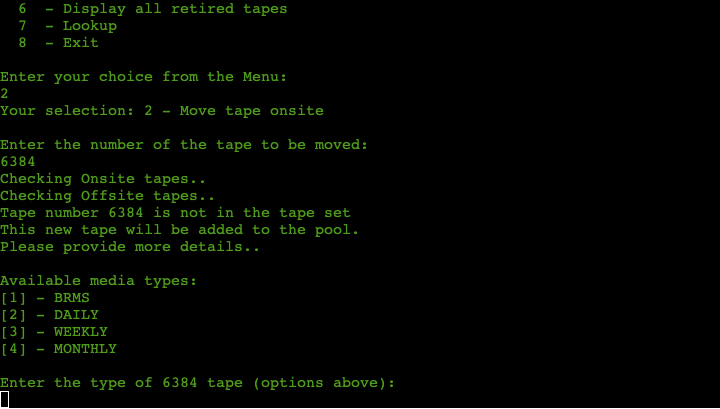 6 - Display all retired tapes
7 - Lookup
8 - Exit
Enter your choice from the Menu:
2
Your selection: 2 - Move tape onsite
Enter the number of the tape to be moved:
6384
Checking Onsite tapes..
Checking Offsite tapes..
Tape number 6384 is not in the tape set
This new tape will be added to the pool.
Please provide more details..
Available media types:
[1] - BRMS
[2] - DAILY
[3] - WEEKLY
[4] - MONTHLY
Enter the type of 6384 tape (options above):